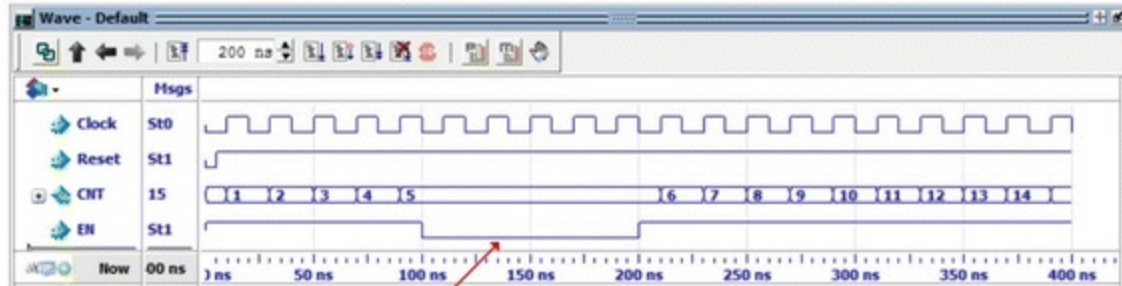 Wave - Default
200 ns
Msgs
Clock St0
Reset St1
CNT 15 1 2 3 4 5 6 7 8 9 10 11 12 13 14
EN St1
Now 00 ns ) ns 50 ns 100 ns 150 ns 200 ns 250 ns 300 ns 350 ns 400 ns